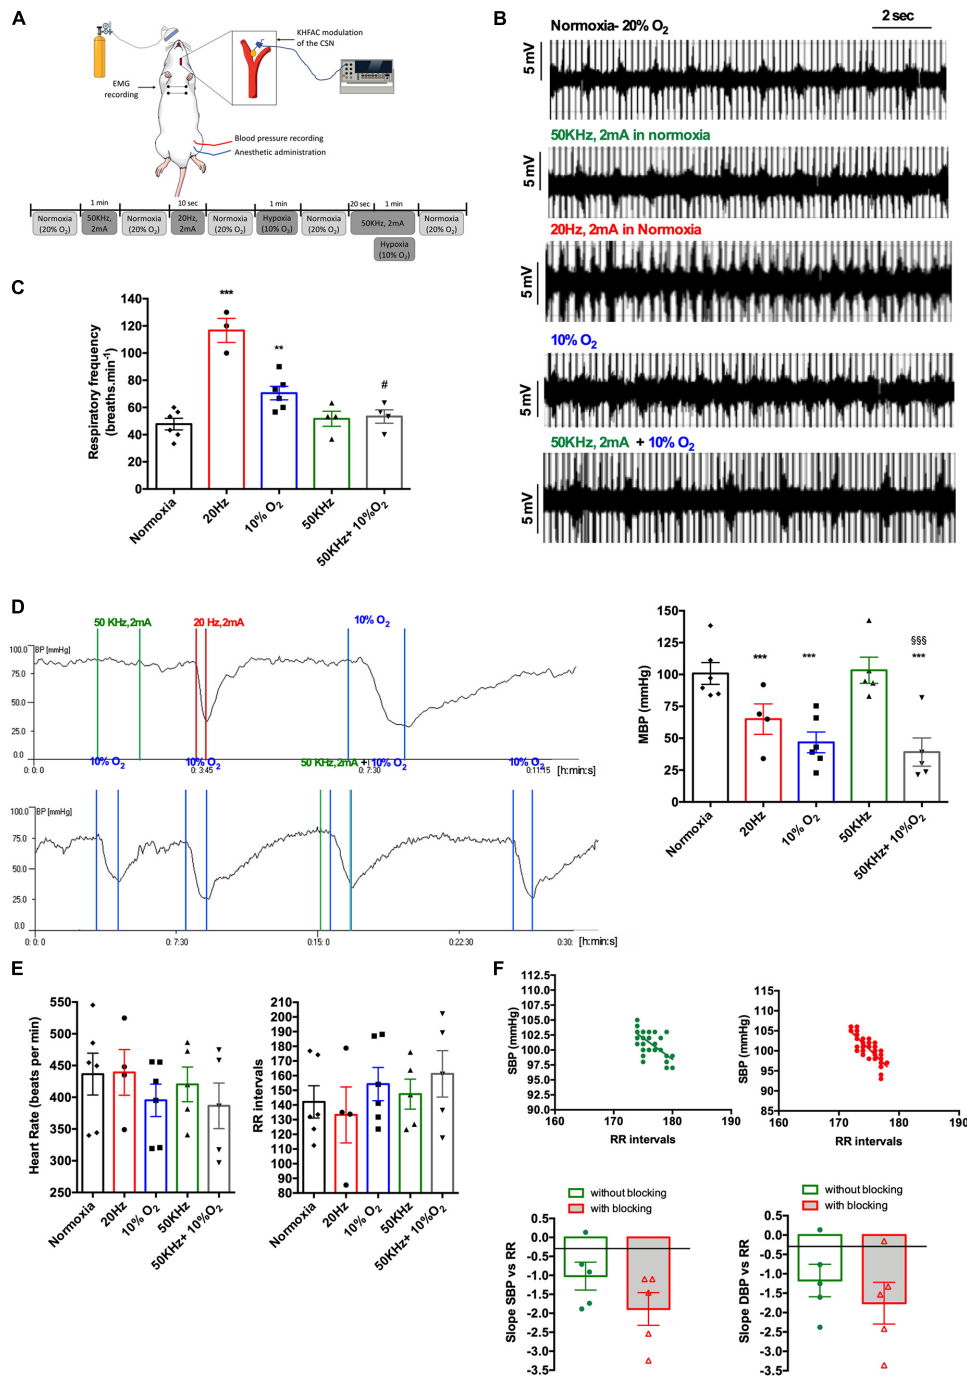 A
KHFAC modulation
of the CSN
EMG
recording
Blood pressure recording
Anesthetic administration
1 min
10 sec
1 min
20 sec
1 min
Normoxia
(20% O2)
50KHz,
2mA
Normoxia
(20% O2)
20Hz,
2mA
Normoxia
(20% O2)
Hypoxia
(10% O2)
Normoxia
(20% O2)
50KHz, 2mA
Normoxia
(20% O2)
Hypoxia
(10% O2)
B
Normoxia- 20% O2
2 sec
5 mV
50KHz, 2mA in normoxia
5 mV
20Hz, 2mA in Normoxia
5 mV
10% O2
5 mV
50KHz, 2mA + 10% O2
5 mV
C
Respiratory frequency
(breaths.min-1)
140
120
100
80
60
40
20
0
***
**
#
Normoxia
20Hz
10% O2
50KHz
50KHz+ 10%O2
D
50 KHz,2mA
20 Hz,2mA
10% O2
BP [mmHg]
100.0
75.0
50.0
25.0
0.0
0: 0: 0
0:3:45
0:7:30
0:11:15
[h:min:s]
10% O2
10% O2
50 KHz,2mA + 10% O2
10% O2
BP [mmHg]
100.0
75.0
50.0
25.0
0.0
0: 0: 0
0: 7:30
0:15: 0
0:22:30
0:30:
[h:min:s]
MBP (mmHg)
150
125
100
75
50
25
0
***
***
§§§
***
Normoxia
20Hz
10% O2
50KHz
50KHz+ 10%O2
E
Heart Rate (beats per min)
550
500
450
400
350
300
250
Normoxia
20Hz
10% O2
50KHz
50KHz+ 10%O2
RR intervals
210
200
190
180
170
160
150
140
130
120
110
100
90
80
Normoxia
20Hz
10% O2
50KHz
50KHz+ 10%O2
F
SBP (mmHg)
112.5
110.0
107.5
105.0
102.5
100.0
97.5
95.0
92.5
90.0
160
170
180
190
RR intervals
SBP (mmHg)
115
110
105
100
95
90
85
160
170
180
190
RR intervals
without blocking
with blocking
Slope SBP vs RR
0.5
0.0
-0.5
-1.0
-1.5
-2.0
-2.5
-3.0
-3.5
without blocking
with blocking
Slope DBP vs RR
0.5
0.0
-0.5
-1.0
-1.5
-2.0
-2.5
-3.0
-3.5